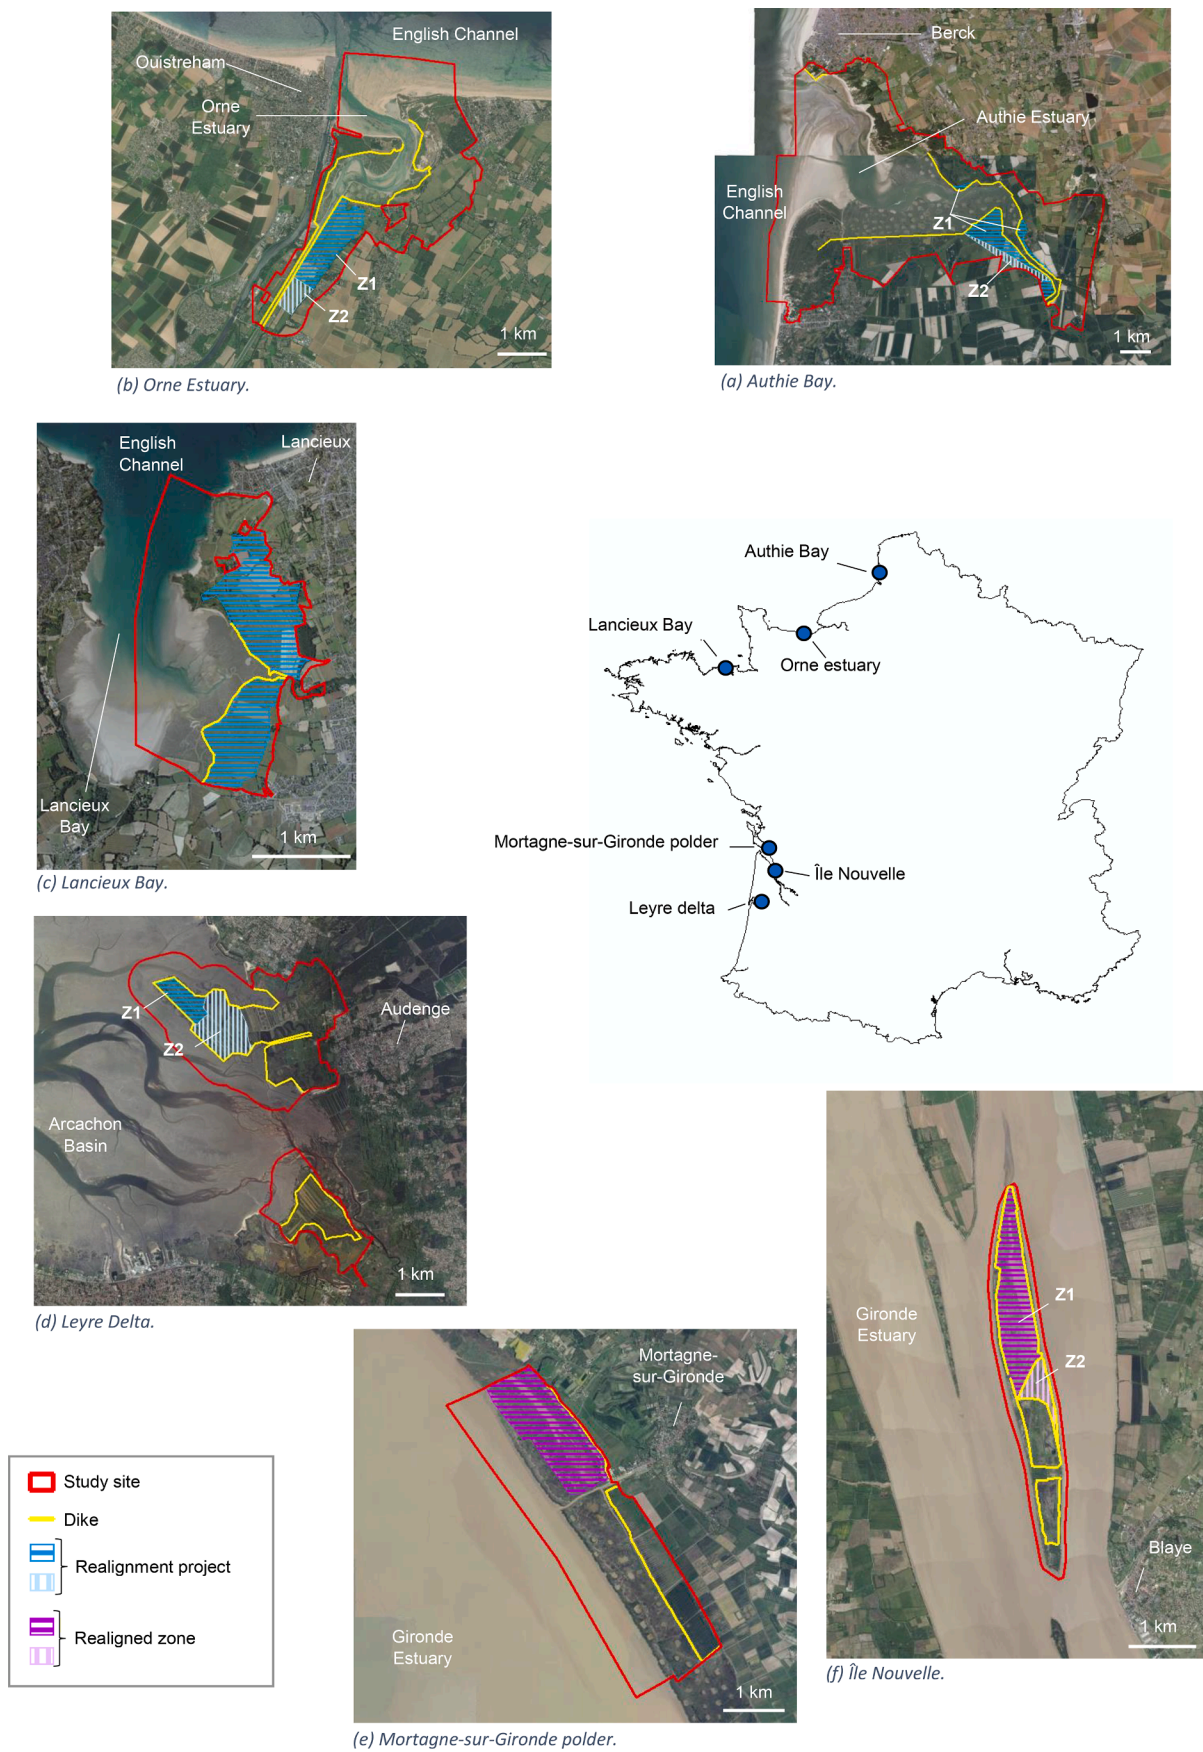 English Channel
Ouistreham
Orne
Estuary
Z1
Z2
1 km
(b) Orne Estuary.
Berck
Authie Estuary
English
Channel
Z1
Z2
1 km
(a) Authie Bay.
English
Channel
Lancieux
Lancieux
Bay
1 km
(c) Lancieux Bay.
Authie Bay
Lancieux Bay
Orne estuary
Mortagne-sur-Gironde polder
Île Nouvelle
Leyre delta
Z1
Z2
Audenge
Arcachon
Basin
1 km
(d) Leyre Delta.
Mortagne-
sur-Gironde
Gironde
Estuary
1 km
(e) Mortagne-sur-Gironde polder.
Z1
Gironde
Estuary
Z2
Blaye
1 km
(f) Île Nouvelle.
Study site
Dike
Realignment project
Realigned zone